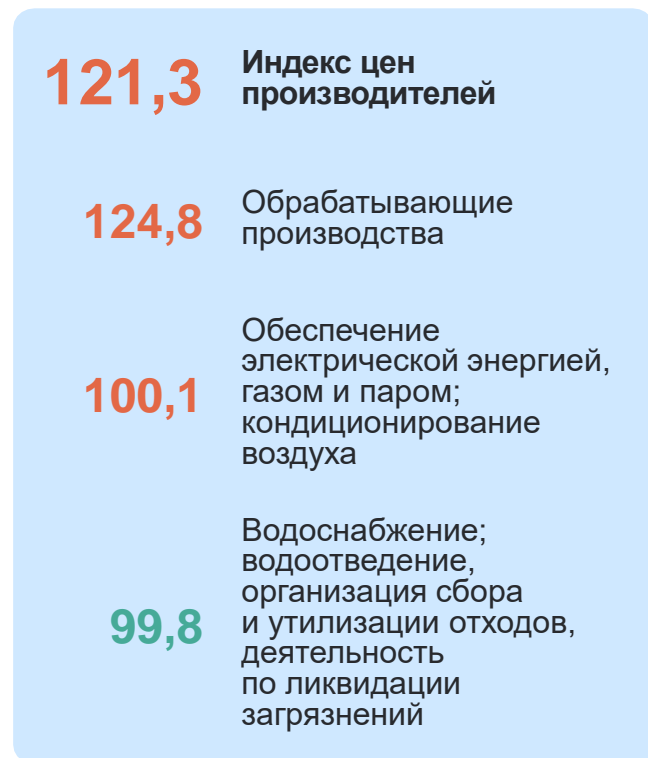 121,3
Индекс цен
производителей
124,8
Обрабатывающие
производства
100,1
Обеспечение
электрической энергией,
газом и паром;
кондиционирование
воздуха
99,8
Водоснабжение;
водоотведение,
организация сбора
и утилизации отходов,
деятельность
по ликвидации
загрязнений